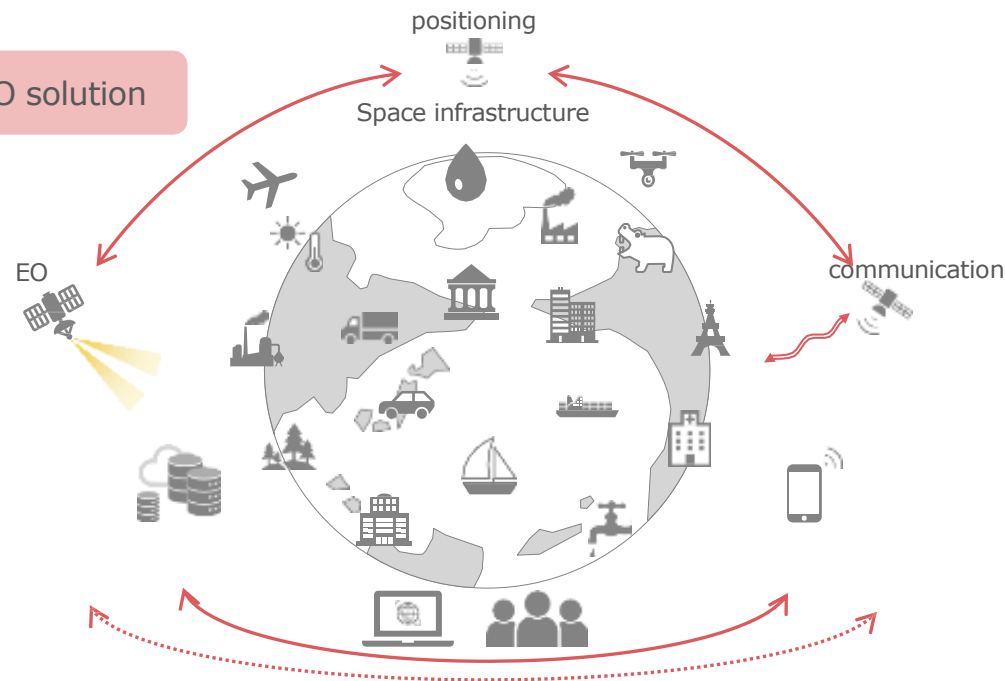 positioning
O solution
Space infrastructure
EO
communication